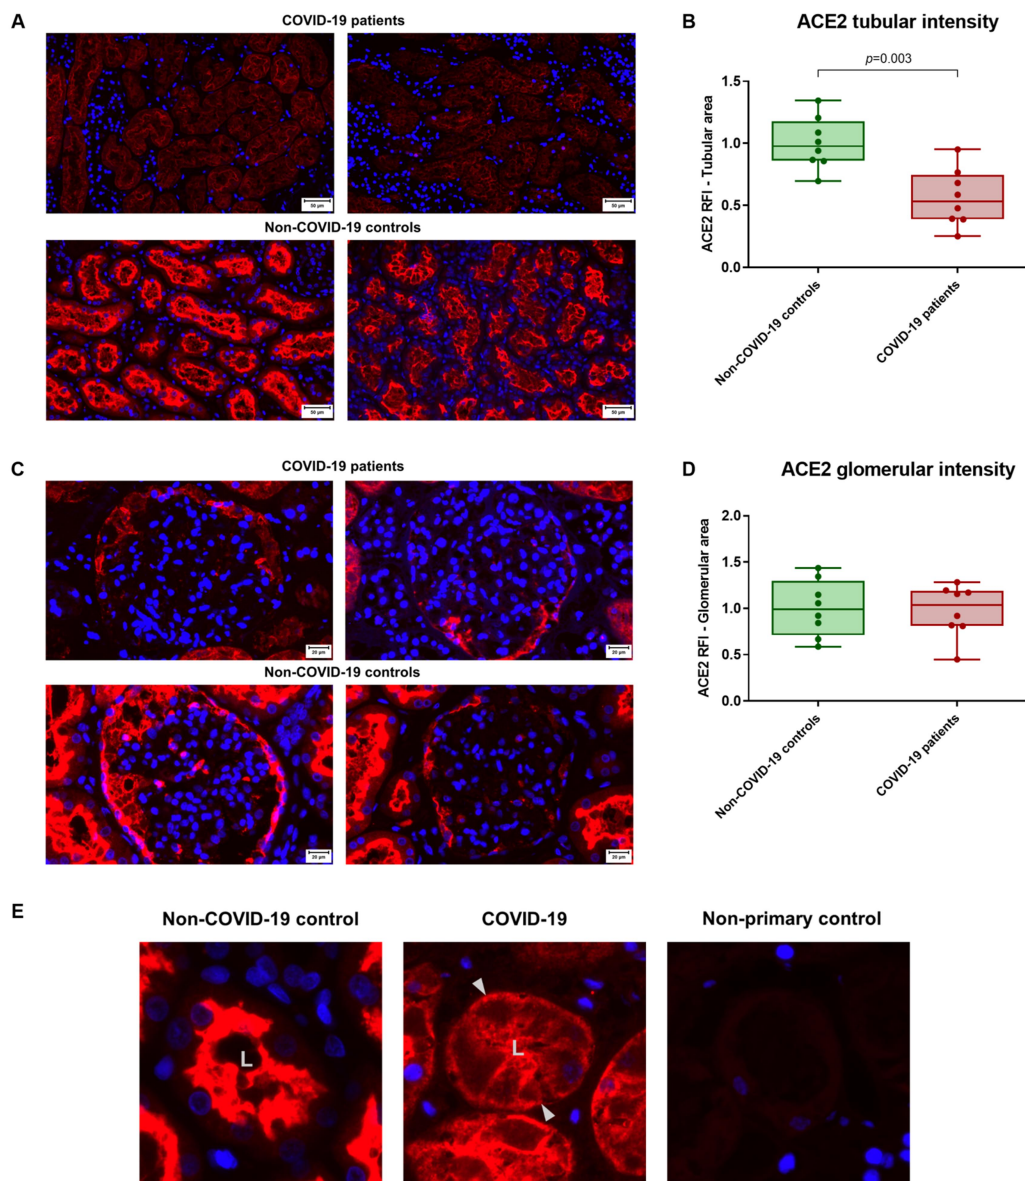 A
COVID-19 patients
50 µm
50 µm
Non-COVID-19 controls
50 µm
50 µm
B
ACE2 tubular intensity
p=0.003
ACE2 RFI - Tubular area
1.5
1.0
0.5
0.0
Non-COVID-19 controls
COVID-19 patients
C
COVID-19 patients
20 µm
20 µm
Non-COVID-19 controls
20 µm
20 µm
D
ACE2 glomerular intensity
ACE2 RFI - Glomerular area
2.0
1.5
1.0
0.5
0.0
Non-COVID-19 controls
COVID-19 patients
E
Non-COVID-19 control
COVID-19
Non-primary control
L
L